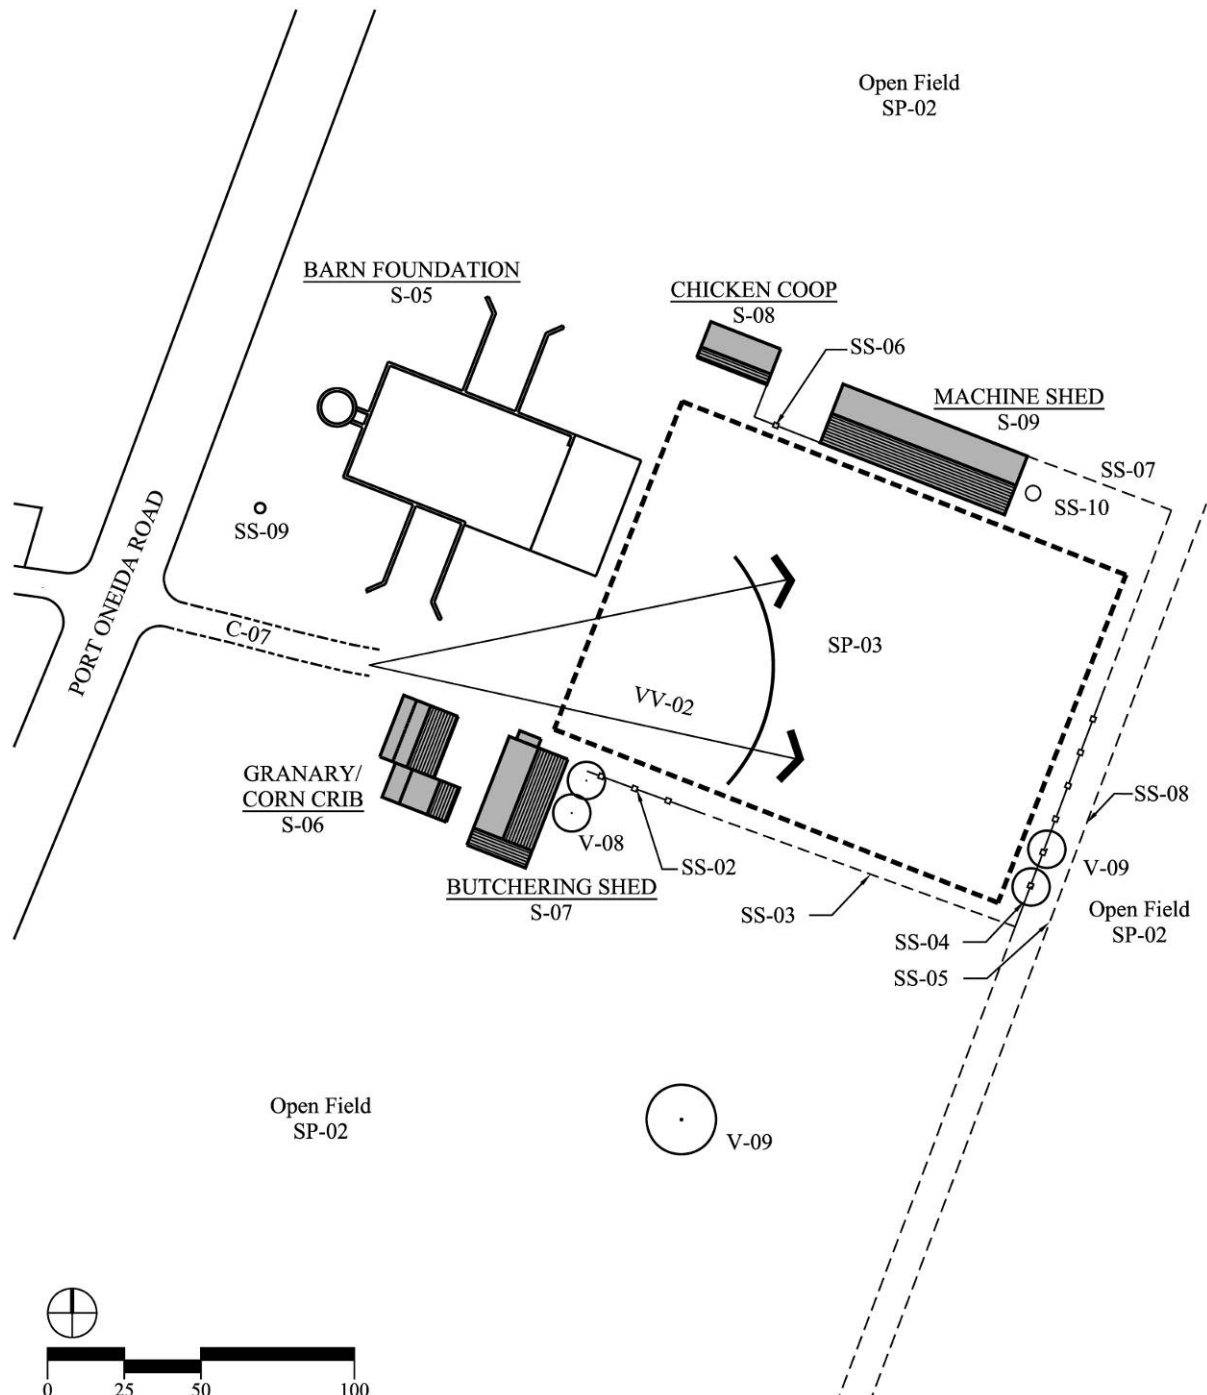 Open Field
SP-02
BARN FOUNDATION
S-05
CHICKEN COOP
S-08
SS-06
MACHINE SHED
S-09
SS-07
SS-10
SS-09
PORT ONEIDA ROAD
C-07
SP-03
VV-02
GRANARY/
CORN CRIB
S-06
V-08
SS-02
BUTCHERING SHED
S-07
SS-03
SS-08
V-09
Open Field
SP-02
SS-04
SS-05
Open Field
SP-02
V-09
0 25 50 100